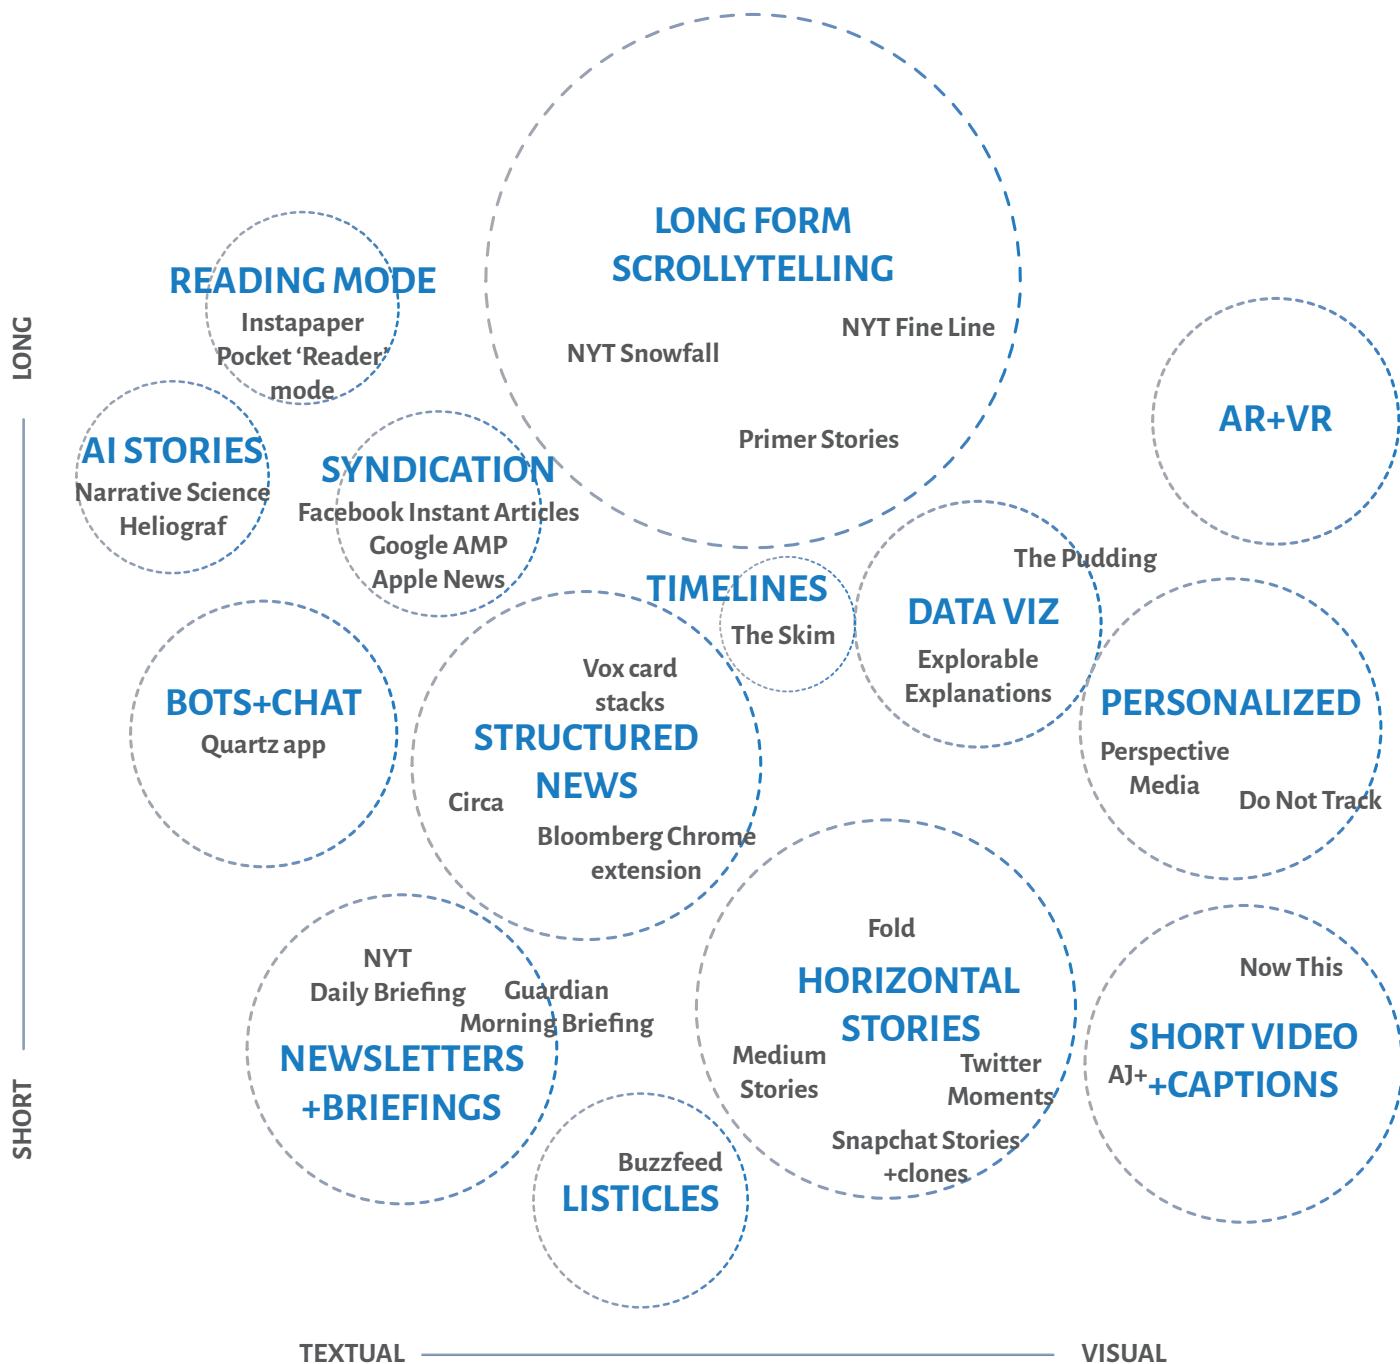 LONG FORM
SCROLLYTELLING
NYT Fine Line
NYT Snowfall
Primer Stories
READING MODE
Instapaper
Pocket ‘Reader’
mode
LONG
AR+VR
AI STORIES
Narrative Science
Heliograf
SYNDICATION
Facebook Instant Articles
Google AMP
Apple News
TIMELINES
The Skim
The Pudding
DATA VIZ
Explorable
Explanations
BOTS+CHAT
Quartz app
Vox card
stacks
STRUCTURED
NEWS
Circa
Bloomberg Chrome
extension
PERSONALIZED
Perspective
Media
Do Not Track
NYT
Daily Briefing
Guardian
Morning Briefing
NEWSLETTERS
+BRIEFINGS
Fold
HORIZONTAL
STORIES
Medium
Stories
Twitter
Moments
Snapchat Stories
+clones
Now This
SHORT VIDEO
AJ+
+CAPTIONS
SHORT
Buzzfeed
LISTICLES
TEXTUAL
VISUAL